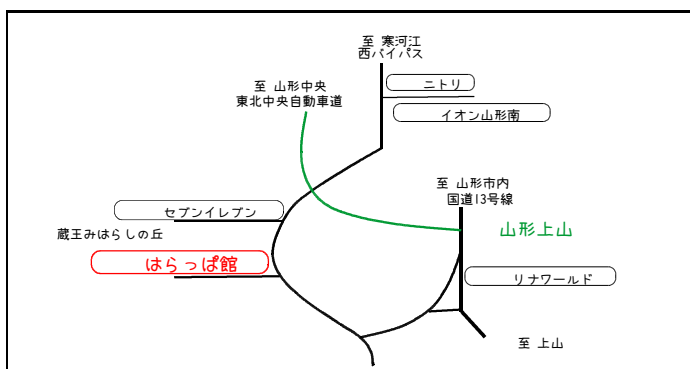 至 寒河江
西バイパス
ニトリ
至 山形中央
東北中央自動車道
イオン山形南
至 山形市内
国道13号線
セブンイレブン
山形上山
蔵王みはらしの丘
はらっぱ館
リナワールド
至 上山